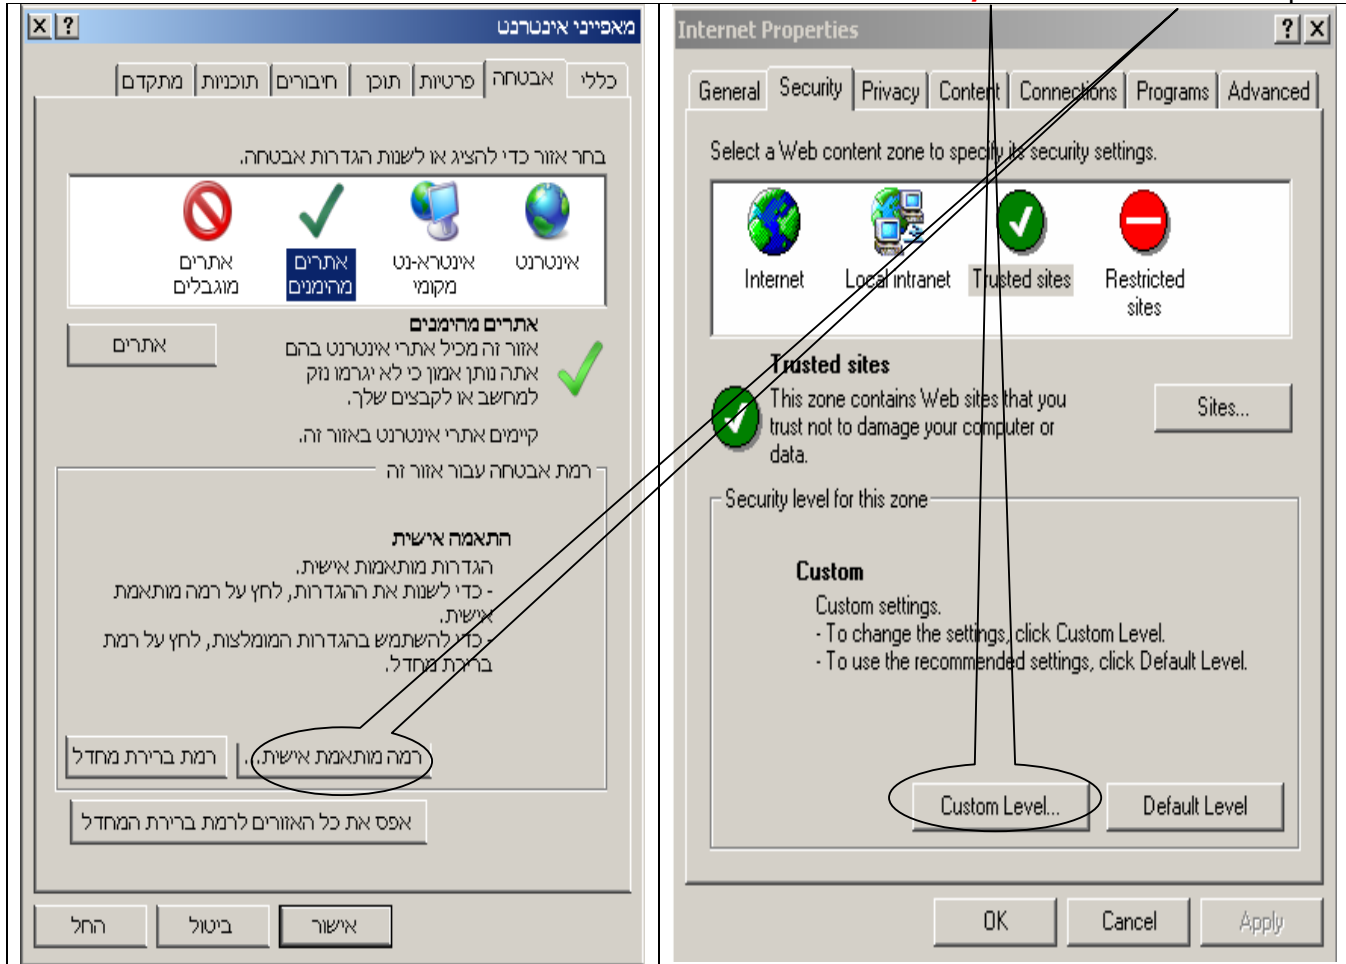 מאפייני אינטרנט
כללי אבטחה פרטיות תוכן חיבורים תוכניות מתקדם
בחר אזור כדי להציג או לשנות הגדרות אבטחה.
אינטרנט
אינטרא-נט
מקומי
אתרים
מהימנים
אתרים
מוגבלים
אתרים מהימנים
אזור זה מכיל אתרי אינטרנט בהם
אתה נותן אמון כי לא יגרמו נזק
למחשב או לקבצים שלך.
קיימים אתרי אינטרנט באזור זה.
אתרים
רמת אבטחה עבור אזור זה
התאמה אישית
הגדרות מותאמות אישית.
- כדי לשנות את ההגדרות, לחץ על רמה מותאמת
אישית.
- כדי להשתמש בהגדרות המומלצות, לחץ על רמת
ברירת מחדל.
רמה מותאמת אישית... רמת ברירת מחדל
אפס את כל האזורים לרמת ברירת המחדל
אישור ביטול החל
Internet Properties
General Security Privacy Content Connections Programs Advanced
Select a Web content zone to specify its security settings.
Internet
Local intranet
Trusted sites
Restricted
sites
Trusted sites
This zone contains Web sites that you
trust not to damage your computer or
data.
Sites...
Security level for this zone
Custom
Custom settings.
- To change the settings, click Custom Level.
- To use the recommended settings, click Default Level.
Custom Level... Default Level
OK Cancel Apply